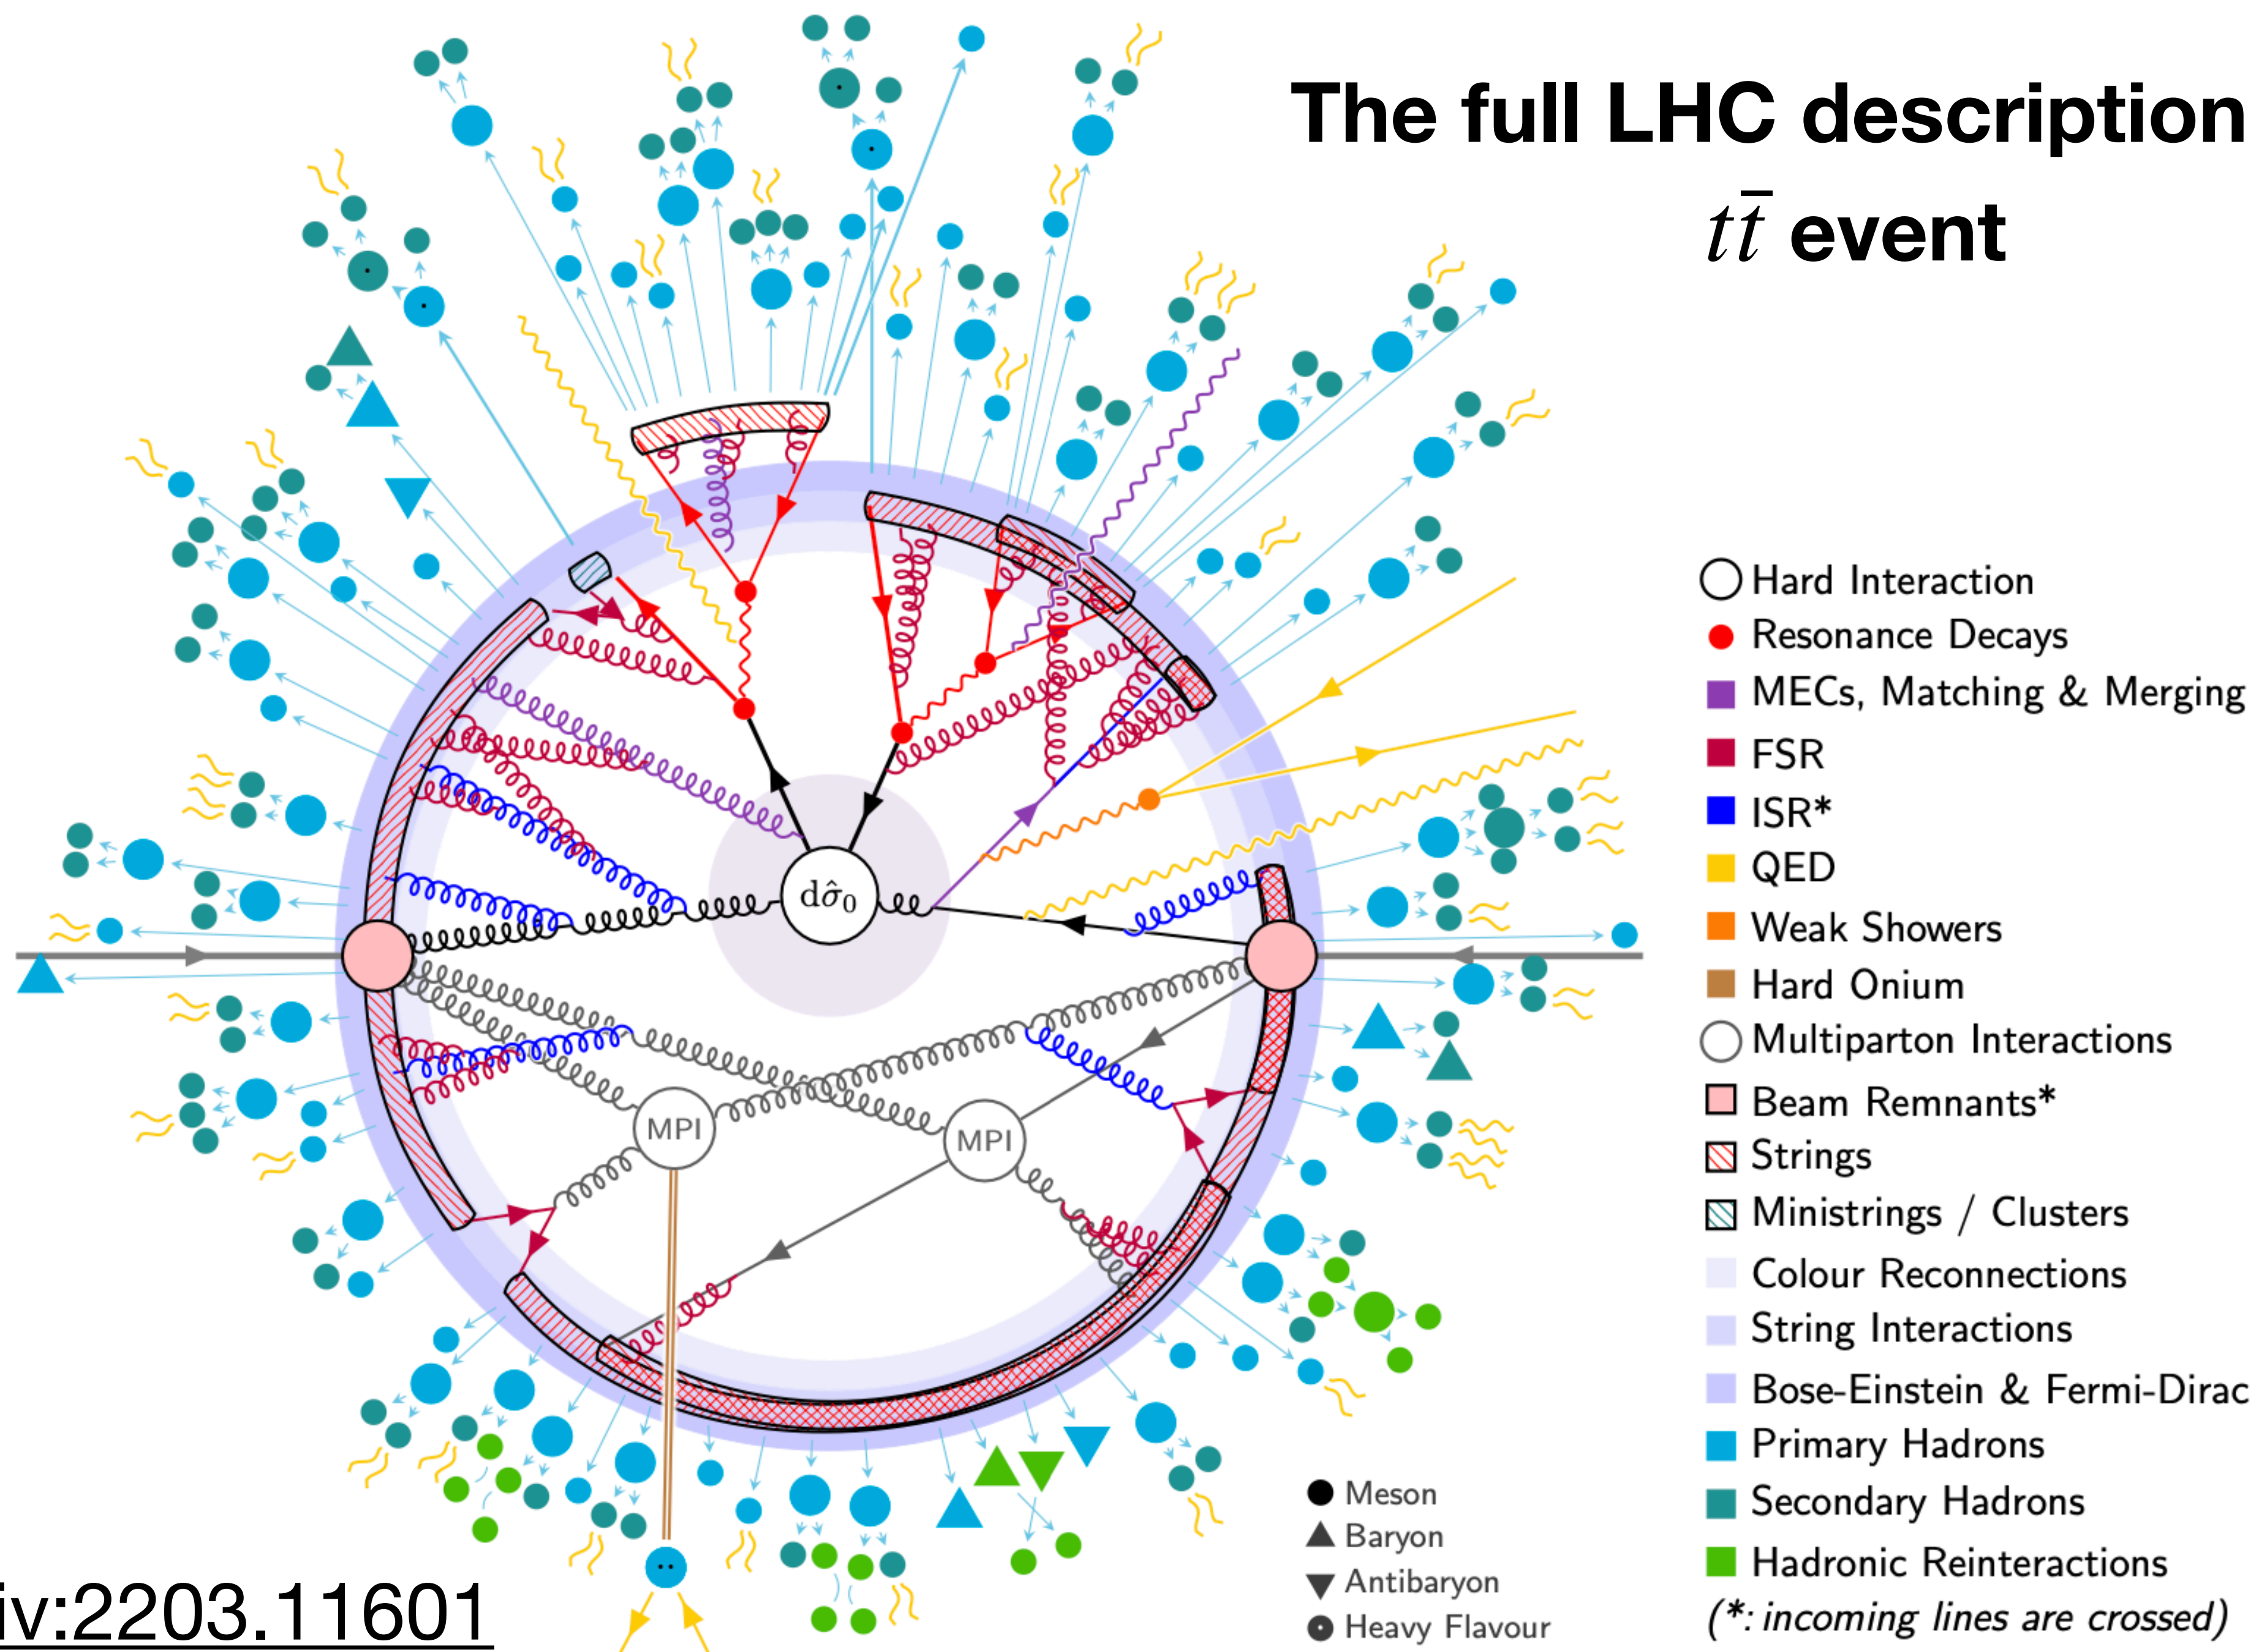 The full LHC description
tt̄ event
dσ̂₀
MPI
MPI
Hard Interaction
Resonance Decays
MECs, Matching & Merging
FSR
ISR*
QED
Weak Showers
Hard Onium
Multiparton Interactions
Beam Remnants*
Strings
Ministrings / Clusters
Colour Reconnections
String Interactions
Bose-Einstein & Fermi-Dirac
Primary Hadrons
Secondary Hadrons
Hadronic Reinteractions
(*: incoming lines are crossed)
Meson
Baryon
Antibaryon
Heavy Flavour
iv:2203.11601